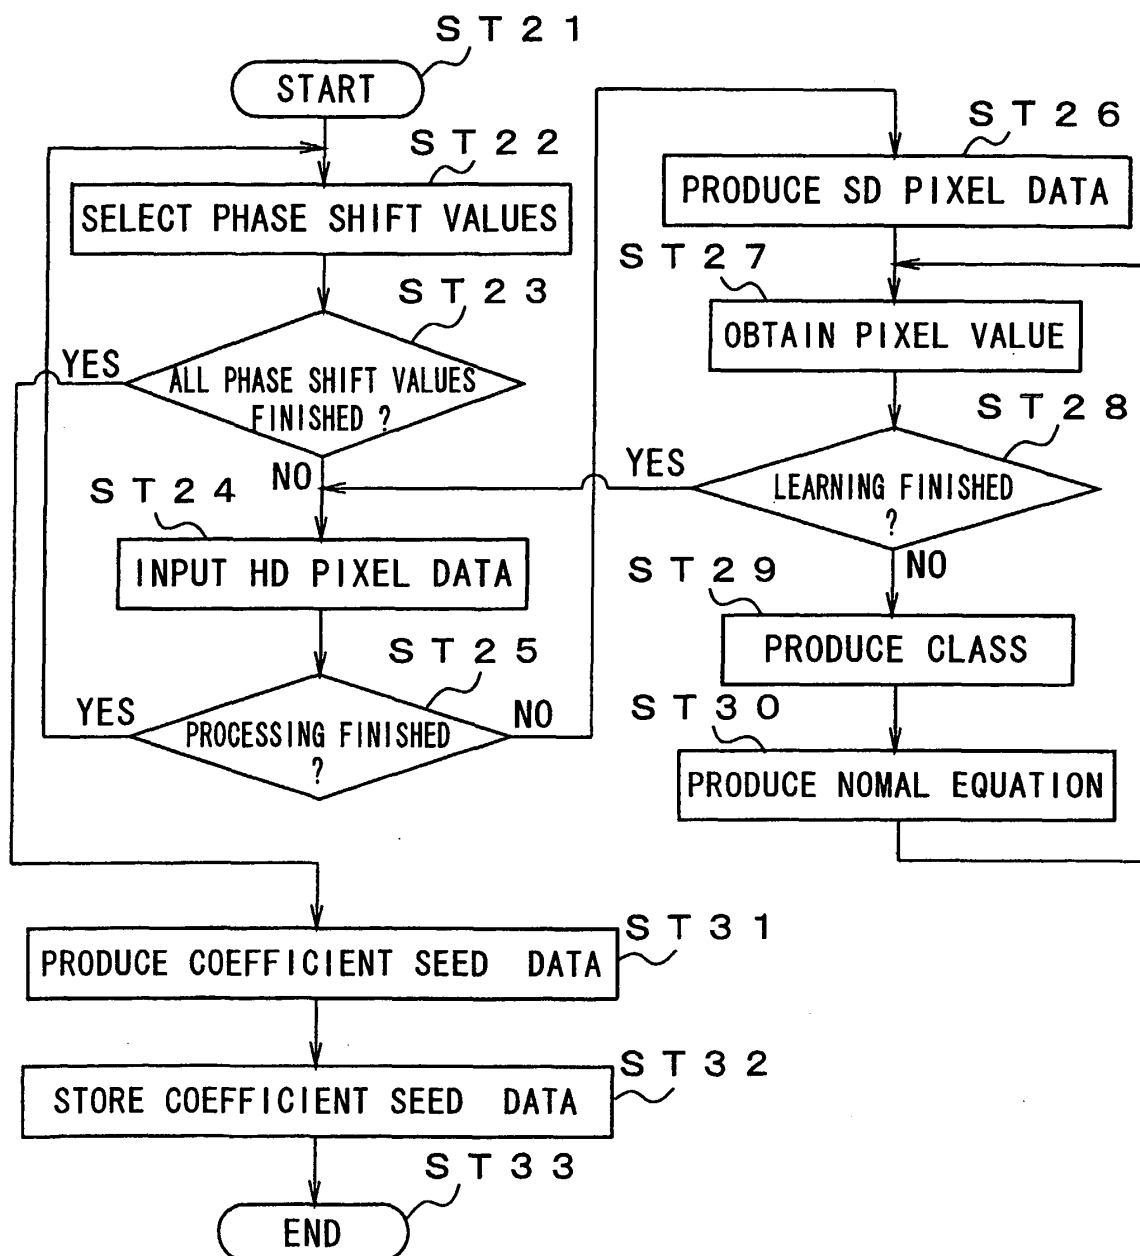 ST21
START
ST22
SELECT PHASE SHIFT VALUES
ST23
YES
ALL PHASE SHIFT VALUES
FINISHED ?
NO
ST24
INPUT HD PIXEL DATA
ST25
YES
PROCESSING FINISHED
?
NO
ST26
PRODUCE SD PIXEL DATA
ST27
OBTAIN PIXEL VALUE
ST28
YES
LEARNING FINISHED
?
NO
ST29
PRODUCE CLASS
ST30
PRODUCE NOMAL EQUATION
ST31
PRODUCE COEFFICIENT SEED DATA
ST32
STORE COEFFICIENT SEED DATA
ST33
END